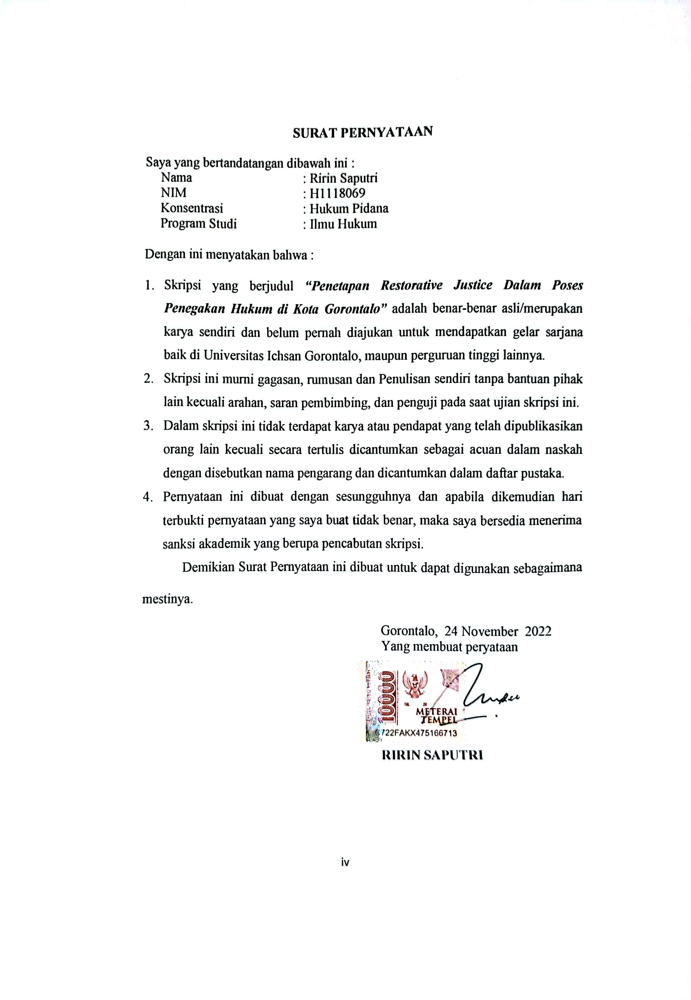 SURAT PERNYATAAN
Saya yang bertandatangan dibawah ini :
Nama : Ririn Saputri
NIM : H1118069
Konsentrasi : Hukum Pidana
Program Studi : Ilmu Hukum
Dengan ini menyatakan bahwa :
1. Skripsi yang berjudul “Penetapan Restorative Justice Dalam Poses
Penegakan Hukum di Kota Gorontalo” adalah benar-benar asli/merupakan
karya sendiri dan belum pernah diajukan untuk mendapatkan gelar sarjana
baik di Universitas Ichsan Gorontalo, maupun perguruan tinggi lainnya.
2. Skripsi ini murni gagasan, rumusan dan Penulisan sendiri tanpa bantuan pihak
lain kecuali arahan, saran pembimbing, dan penguji pada saat ujian skripsi ini.
3. Dalam skripsi ini tidak terdapat karya atau pendapat yang telah dipublikasikan
orang lain kecuali secara tertulis dicantumkan sebagai acuan dalam naskah
dengan disebutkan nama pengarang dan dicantumkan dalam daftar pustaka.
4. Pernyataan ini dibuat dengan sesungguhnya dan apabila dikemudian hari
terbukti pernyataan yang saya buat tidak benar, maka saya bersedia menerima
sanksi akademik yang berupa pencabutan skripsi.
Demikian Surat Pernyataan ini dibuat untuk dapat digunakan sebagaimana
mestinya.
Gorontalo, 24 November 2022
Yang membuat peryataan
10000
TGL. 20
METERAI
TEMPEL
722FAKX475166713
RIRIN SAPUTRI
iv